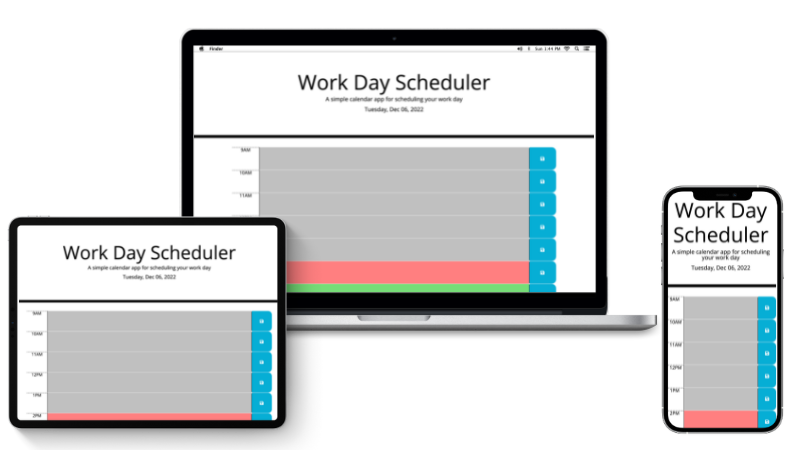 Finder
Sun 1:44 PM
Work Day Scheduler
A simple calendar app for scheduling your work day
Tuesday, Dec 06, 2022
9AM
10AM
11AM
Work Day Scheduler
A simple calendar app for scheduling your work day
Tuesday, Dec 06, 2022
9AM
10AM
11AM
12PM
1PM
2PM
Work Day
Scheduler
A simple calendar app for scheduling
your work day
Tuesday, Dec 06, 2022
9AM
10AM
11AM
12PM
1PM
2PM